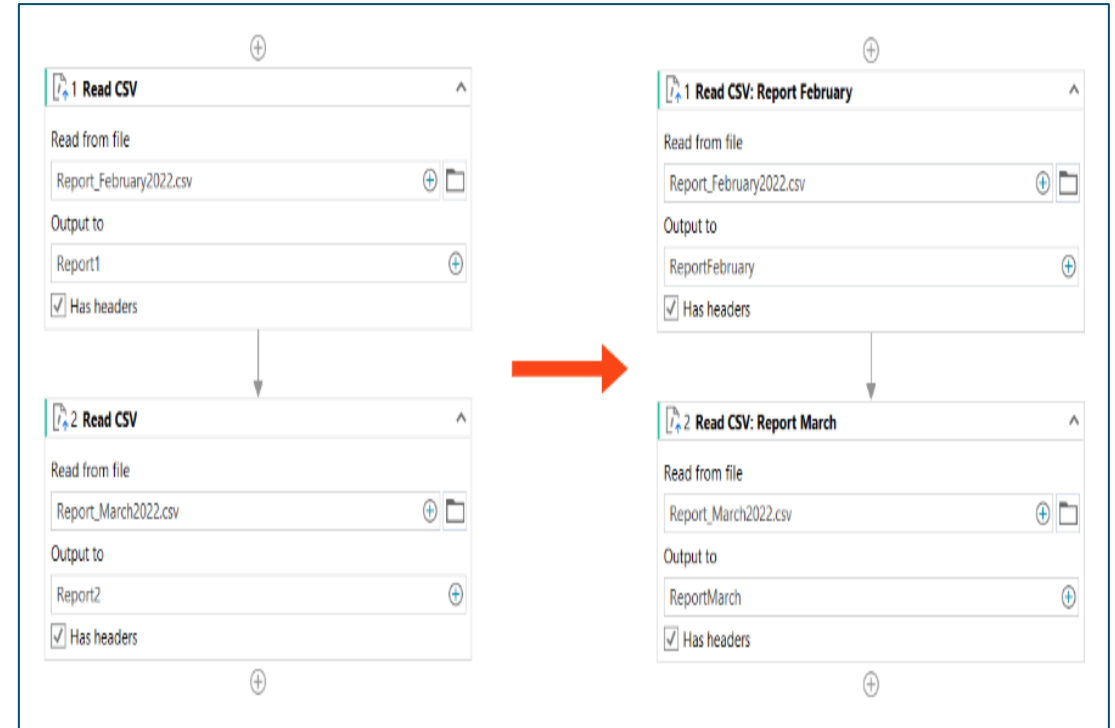 1 Read CSV
Read from file
Report_February2022.csv
Output to
Report1
Has headers
2 Read CSV
Read from file
Report_March2022.csv
Output to
Report2
Has headers
1 Read CSV: Report February
Read from file
Report_February2022.csv
Output to
ReportFebruary
Has headers
2 Read CSV: Report March
Read from file
Report_March2022.csv
Output to
ReportMarch
Has headers